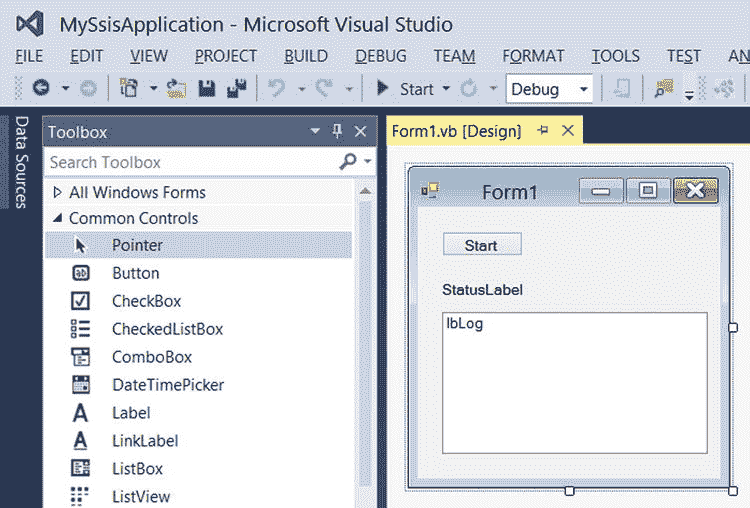 MySsisApplication - Microsoft Visual Studio
FILE EDIT VIEW PROJECT BUILD DEBUG TEAM FORMAT TOOLS TEST AN
Start Debug
Data Sources
Toolbox
Search Toolbox
All Windows Forms
Common Controls
Pointer
Button
CheckBox
CheckedListBox
ComboBox
DateTimePicker
Label
LinkLabel
ListBox
ListView
Form1.vb [Design]
Form1
Start
StatusLabel
lbLog